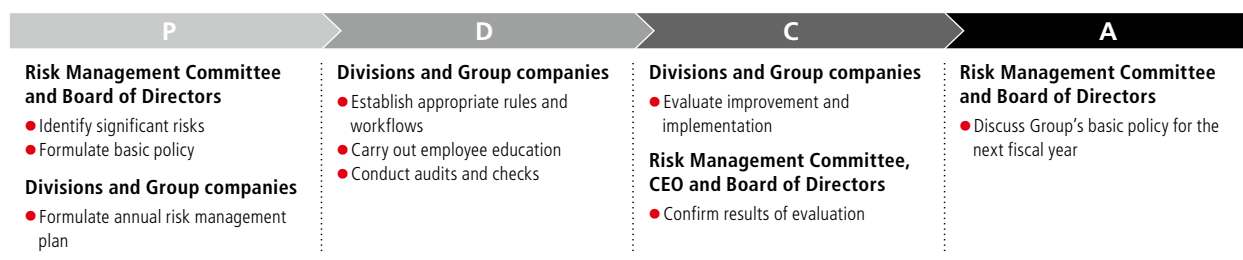 P
Risk Management Committee
and Board of Directors
● Identify significant risks
● Formulate basic policy
Divisions and Group companies
● Formulate annual risk management
plan
D
Divisions and Group companies
● Establish appropriate rules and
workflows
● Carry out employee education
● Conduct audits and checks
C
Divisions and Group companies
● Evaluate improvement and
implementation
Risk Management Committee,
CEO and Board of Directors
● Confirm results of evaluation
A
Risk Management Committee
and Board of Directors
● Discuss Group's basic policy for the
next fiscal year